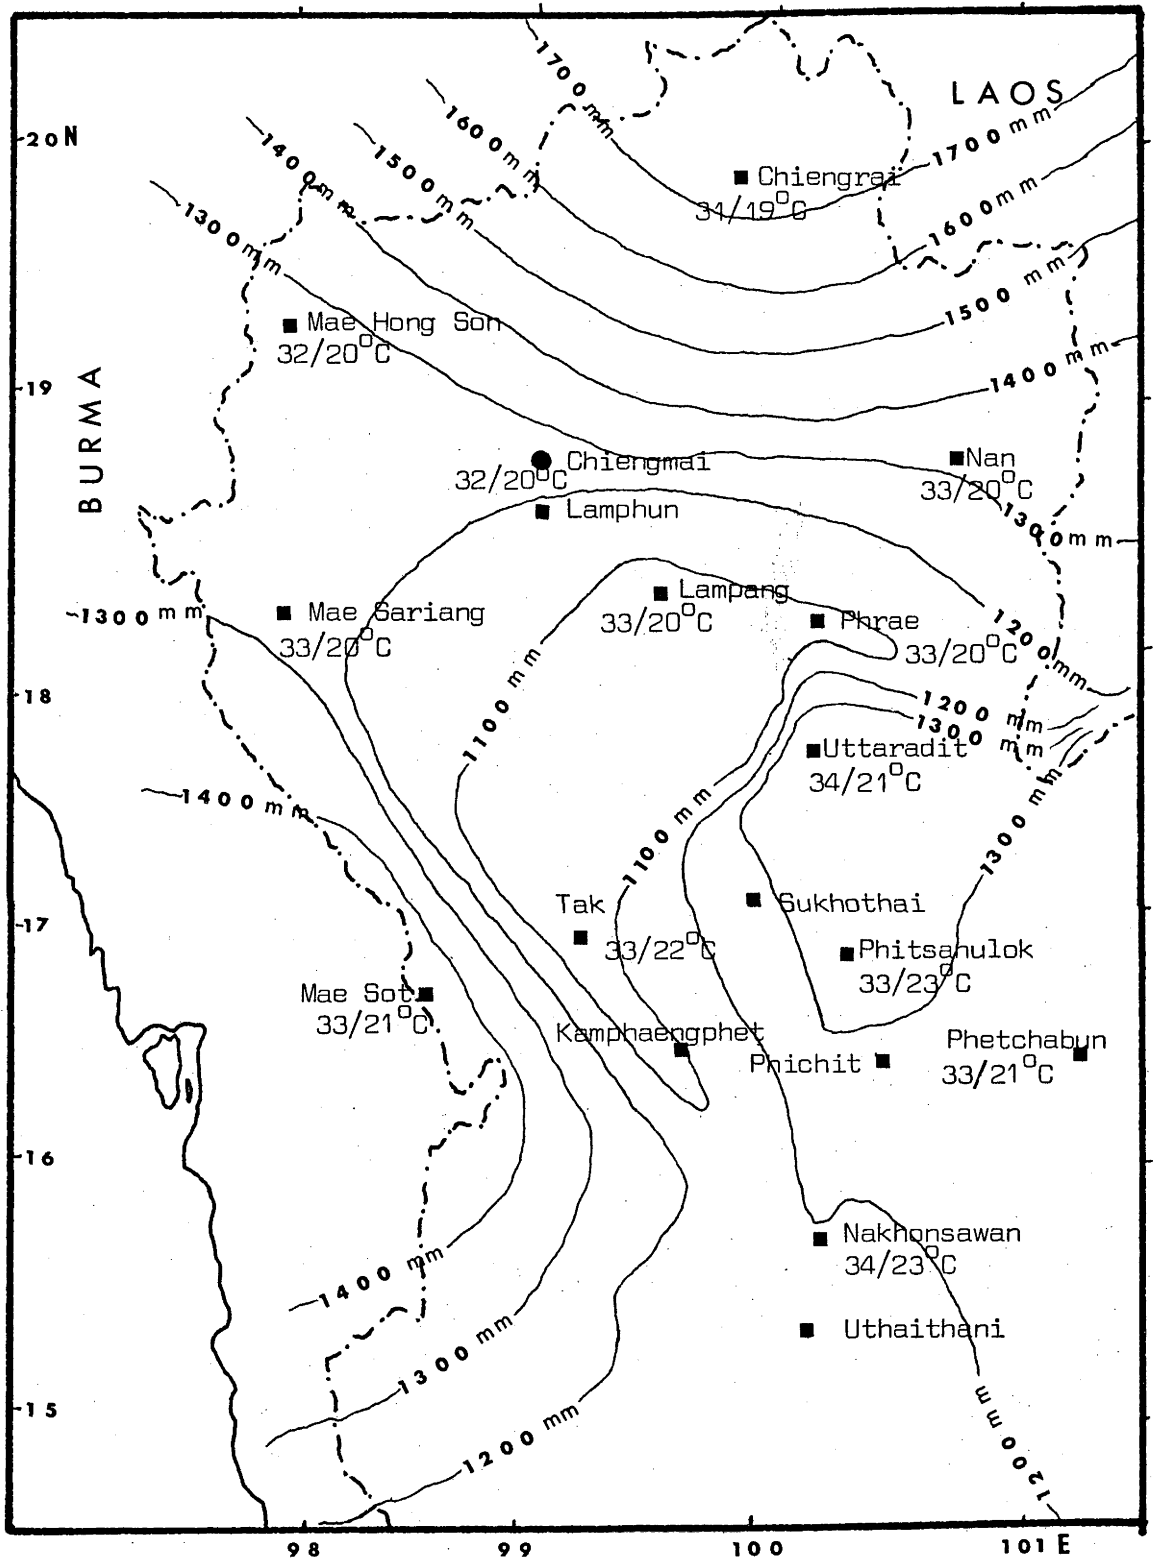 LAOS
1700 mm
1700 mm
20 N
1600 mm
1400 mm
1500 mm
Chiengrai
31/19°C
1600 mm
1300 mm
1500 mm
Mae Hong Son
32/20°C
1400 mm
19
BURMA
Chiengmai
32/20°C
Nan
33/20°C
Lamphun
1300 mm
Lampang
33/20°C
1300 mm
Mae Sariang
33/20°C
Phrae
33/20°C
1200 mm
1100 mm
18
1200 mm
1300 mm
Uttaradit
34/21°C
1400 mm
1100 mm
1300 mm
Tak
33/22°C
Sukhothai
17
Phitsanulok
33/23°C
Mae Sot
33/21°C
Kamphaengphet
Phichit
Phetchabun
33/21°C
16
Nakhonsawan
34/23°C
1400 mm
Uthaithani
1300 mm
15
1200 mm
1200 mm
98
99
100
101 E